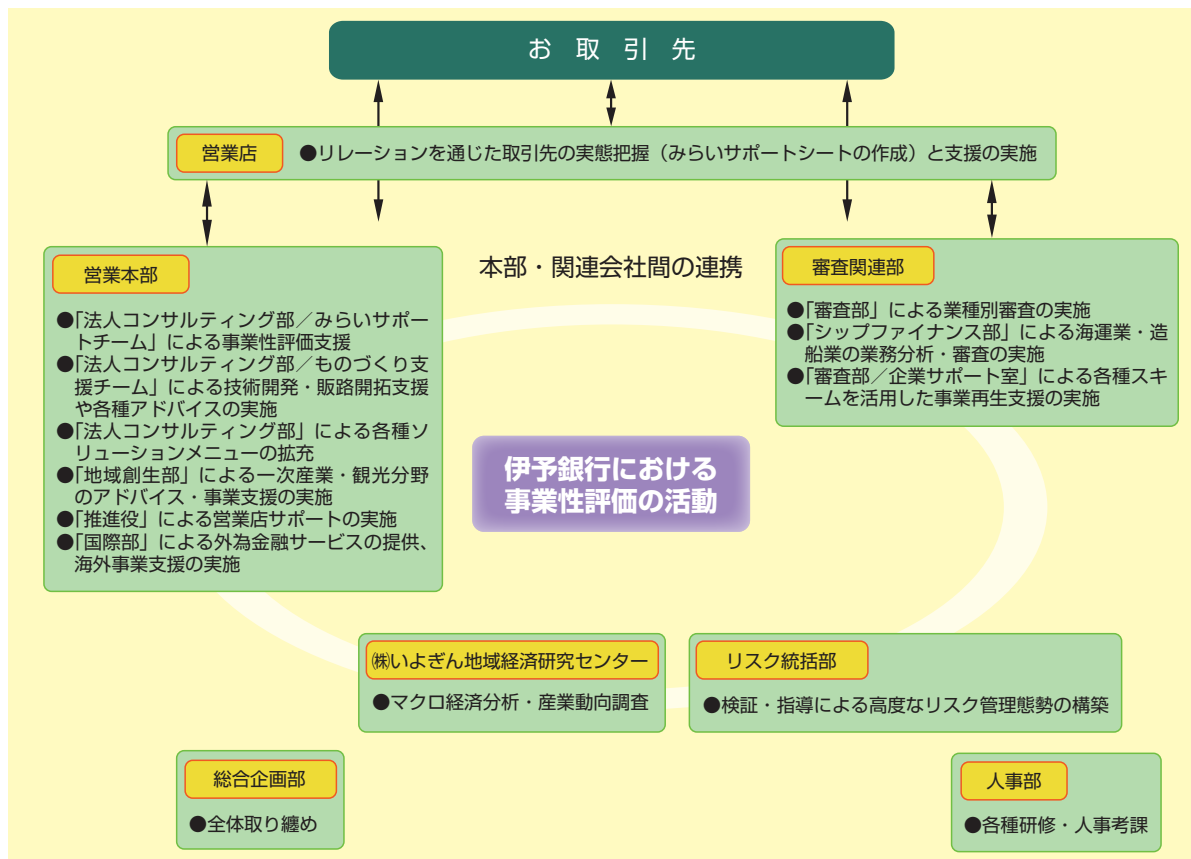 お取引先
営業店
●リレーションを通じた取引先の実態把握（みらいサポートシートの作成）と支援の実施
本部・関連会社間の連携
営業本部
●「法人コンサルティング部／みらいサポー
トチーム」による事業性評価支援
●「法人コンサルティング部／ものづくり支
援チーム」による技術開発・販路開拓支援
や各種アドバイスの実施
●「法人コンサルティング部」による各種ソ
リューションメニューの拡充
●「地域創生部」による一次産業・観光分野
のアドバイス・事業支援の実施
●「推進役」による営業店サポートの実施
●「国際部」による外為金融サービスの提供、
海外事業支援の実施
審査関連部
●「審査部」による業種別審査の実施
●「シップファイナンス部」による海運業・造
船業の業務分析・審査の実施
●「審査部／企業サポート室」による各種スキ
ームを活用した事業再生支援の実施
伊予銀行における
事業性評価の活動
㈱いよぎん地域経済研究センター
●マクロ経済分析・産業動向調査
リスク統括部
●検証・指導による高度なリスク管理態勢の構築
総合企画部
●全体取り纏め
人事部
●各種研修・人事考課